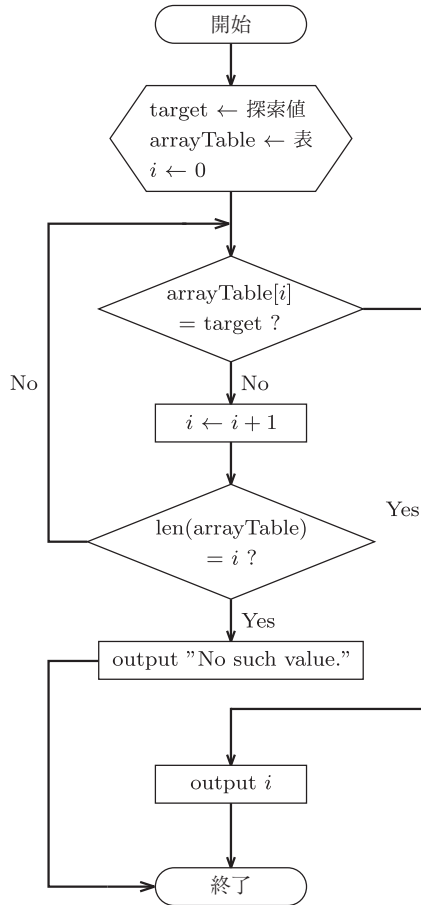 開始
target ← 探索値
arrayTable ← 表
i ← 0
arrayTable[i]
= target ?
No
No
i ← i + 1
len(arrayTable)
= i ?
Yes
Yes
output ”No such value.”
output i
終了